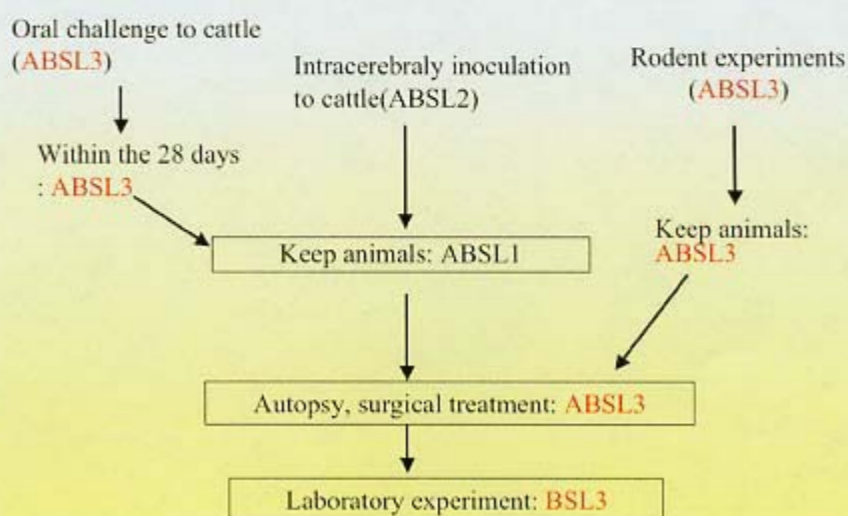 Oral challenge to cattle
(ABSL3)
Within the 28 days
: ABSL3
Intracerebraly inoculation
to cattle(ABSL2)
Rodent experiments
(ABSL3)
Keep animals:
ABSL3
Keep animals: ABSL1
Autopsy, surgical treatment: ABSL3
Laboratory experiment: BSL3